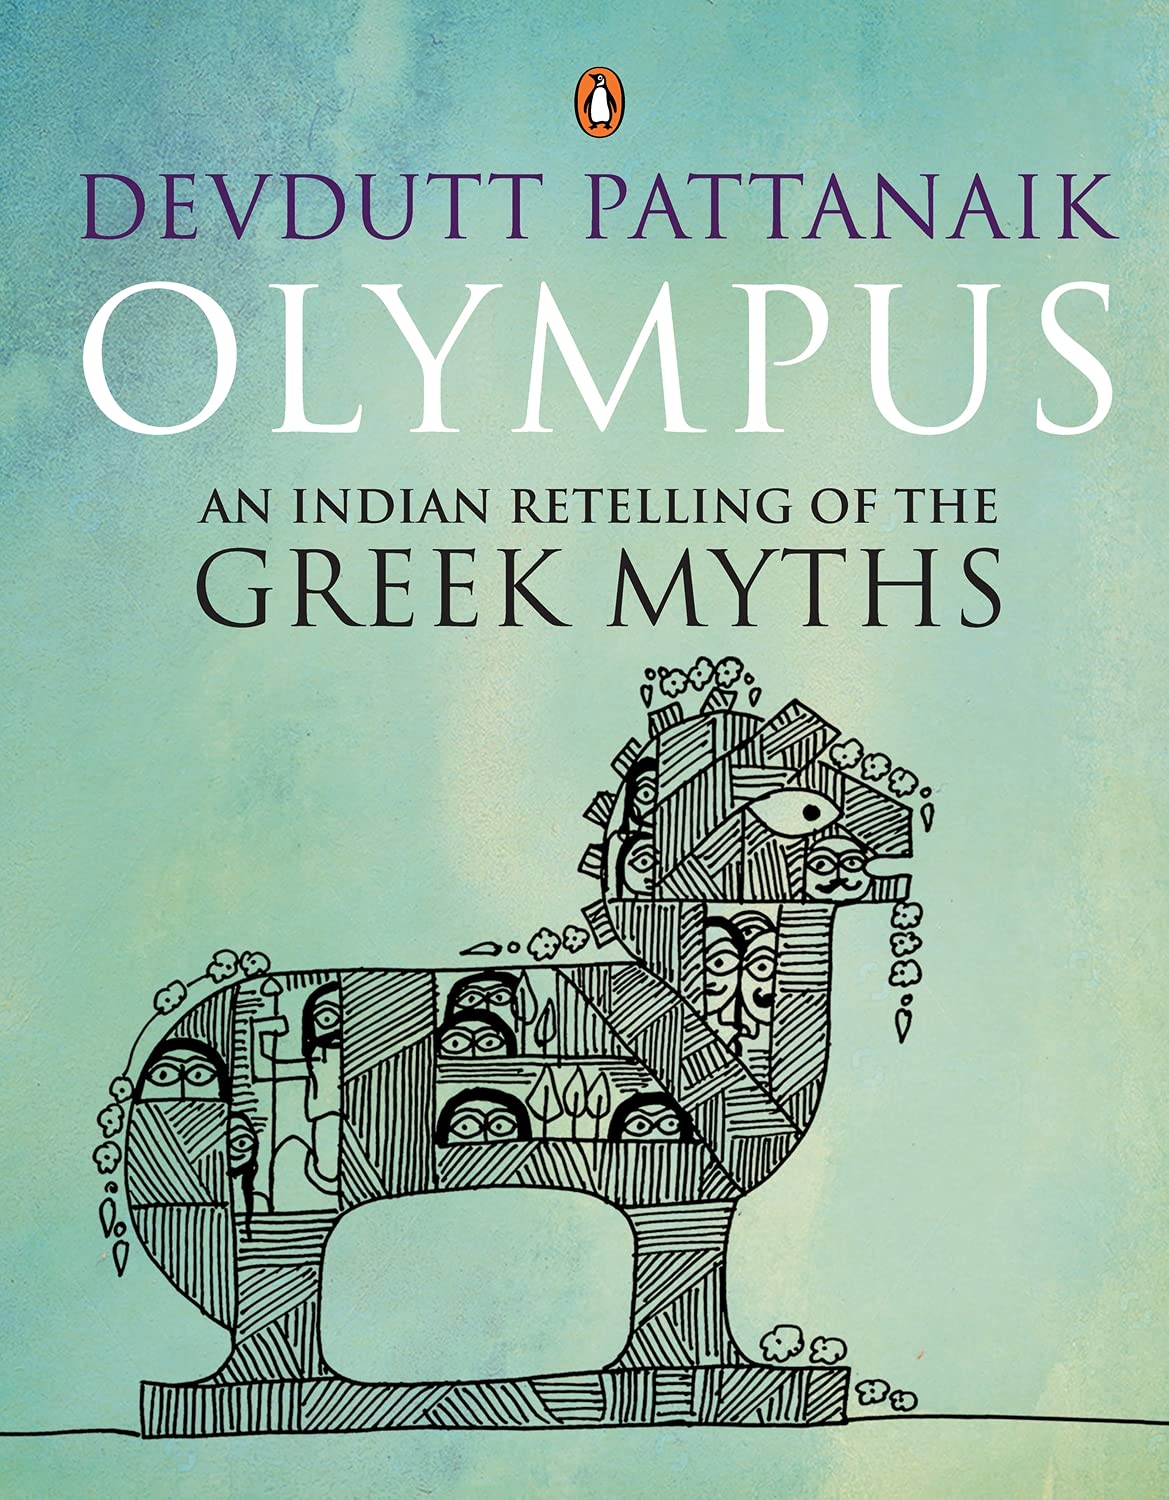 DEVDUTT PATTANAIK
OLYMPUS
AN INDIAN RETELLING OF THE
GREEK MYTHS